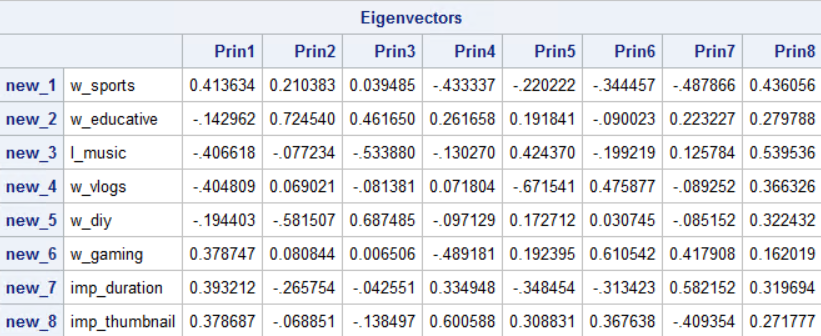 Eigenvectors
Prin1 Prin2 Prin3 Prin4 Prin5 Prin6 Prin7 Prin8
new_1 w_sports 0.413634 0.210383 0.039485 -.433337 -.220222 -.344457 -.487866 0.436056
new_2 w_educative -.142962 0.724540 0.461650 0.261658 0.191841 -.090023 0.223227 0.279788
new_3 l_music -.406618 -.077234 -.533880 -.130270 0.424370 -.199219 0.125784 0.539536
new_4 w_vlogs -.404809 0.069021 -.081381 0.071804 -.671541 0.475877 -.089252 0.366326
new_5 w_diy -.194403 -.581507 0.687485 -.097129 0.172712 0.030745 -.085152 0.322432
new_6 w_gaming 0.378747 0.080844 0.006506 -.489181 0.192395 0.610542 0.417908 0.162019
new_7 imp_duration 0.393212 -.265754 -.042551 0.334948 -.348454 -.313423 0.582152 0.319694
new_8 imp_thumbnail 0.378687 -.068851 -.138497 0.600588 0.308831 0.367638 -.409354 0.271777